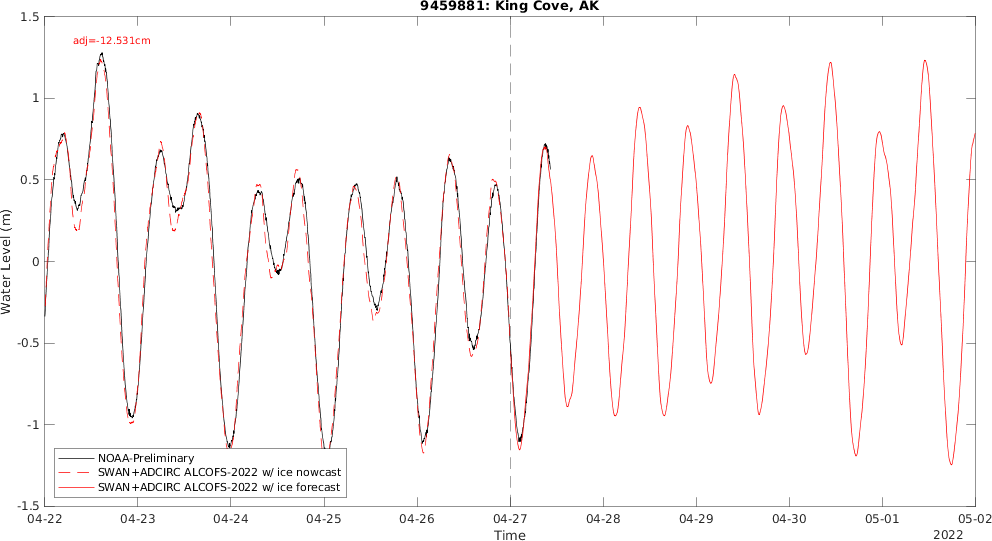 9459881: King Cove, AK
adj=-12.531cm
1.5
1
0.5
0
-0.5
-1
-1.5
Water Level (m)
NOAA-Preliminary
SWAN+ADCIRC ALCOFS-2022 w/ ice nowcast
SWAN+ADCIRC ALCOFS-2022 w/ ice forecast
04-22 04-23 04-24 04-25 04-26 04-27 04-28 04-29 04-30 05-01 05-02
Time
2022